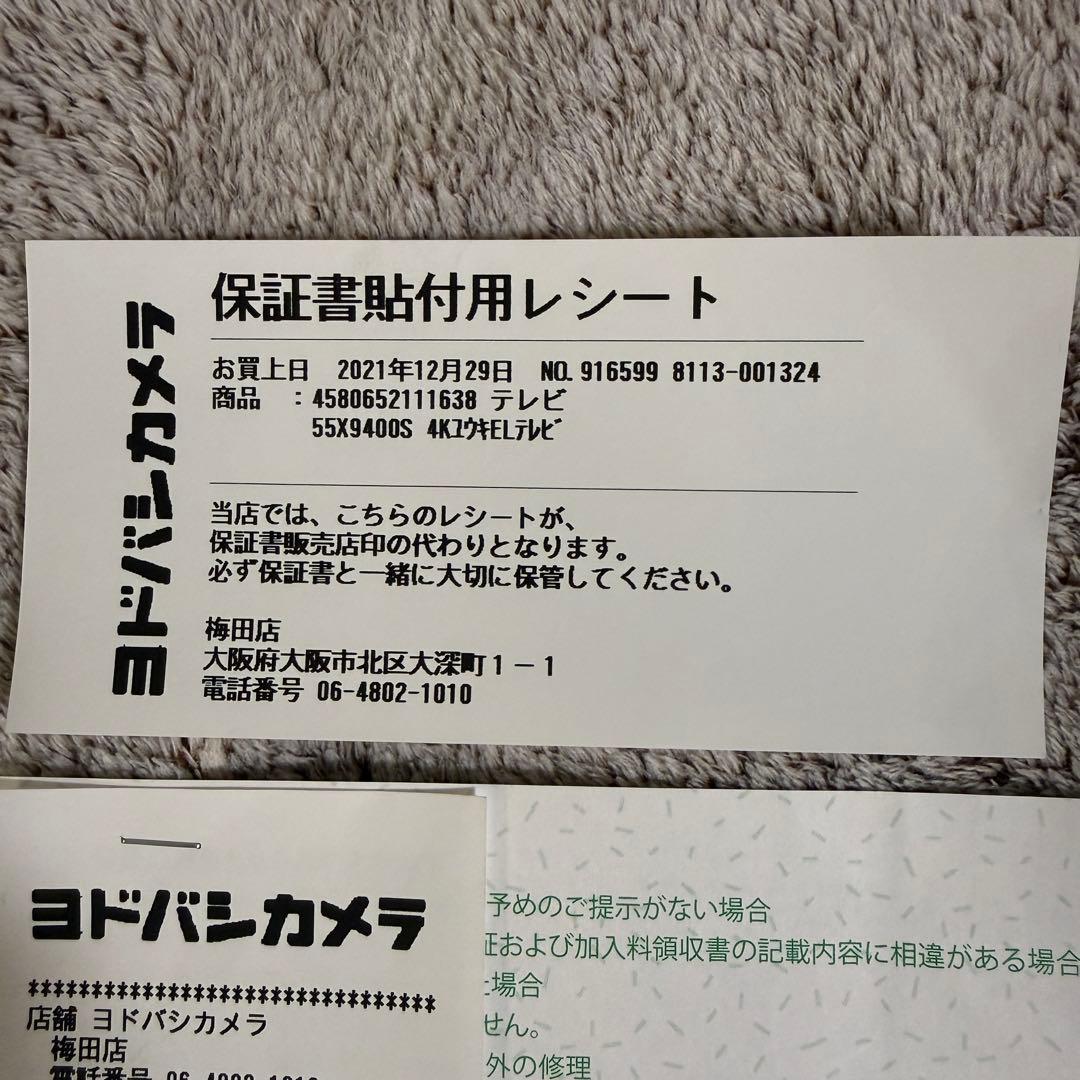 ヨドバシカメラ
保証書貼付用レシート
お買上日 2021年12月29日 NO. 916599 8113-001324
商品 :4580652111638 テレビ
55X9400S 4KユウキELテレビ
当店では、こちらのレシートが、
保証書販売店印の代わりとなります。
必ず保証書と一緒に大切に保管してください。
梅田店
大阪府大阪市北区大深町1-1
電話番号 06-4802-1010
ヨドバシカメラ
********************************
店舗 ヨドバシカメラ
梅田店
電話番号 06-4802-1010
予めのご提示がない場合
証および加入料領収書の記載内容に相違がある場合
た場合
せん。
外の修理